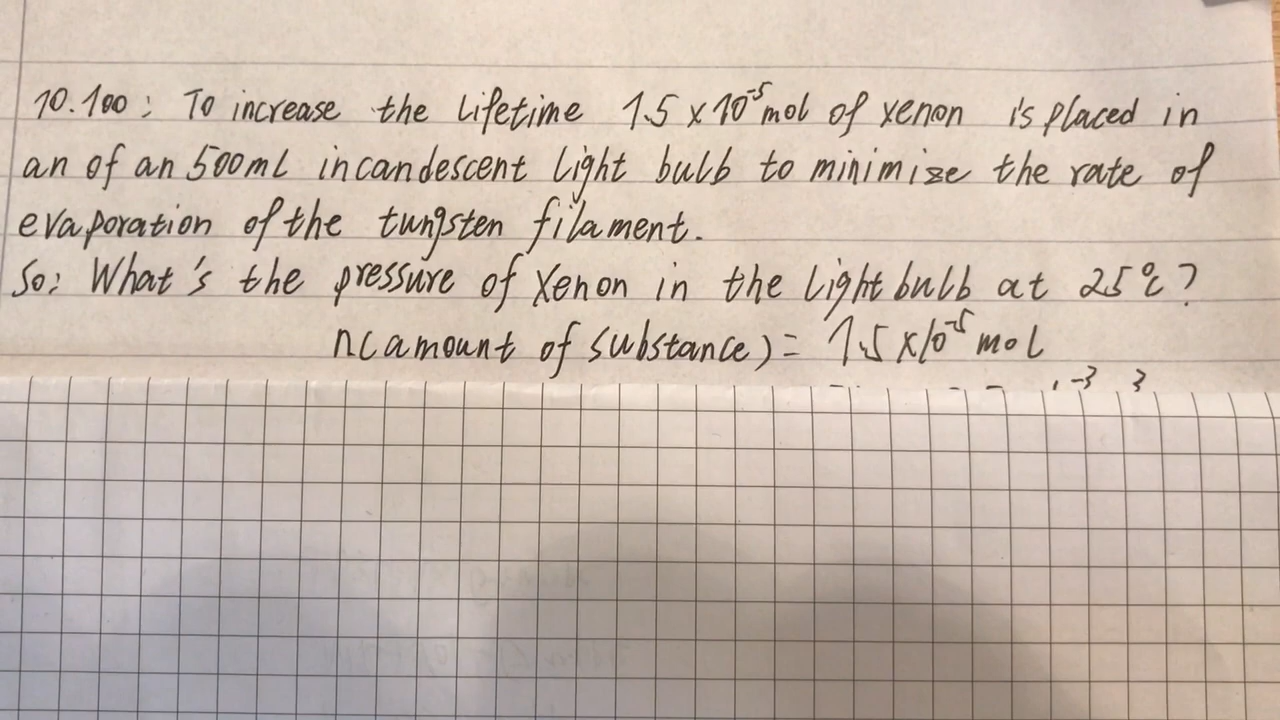 10.100: To increase the lifetime 1.5 x 10⁻⁵ mol of xenon is placed in
an of an 500mL incandescent light bulb to minimize the rate of
evaporation of the tungsten filament.
So: What's the pressure of Xenon in the light bulb at 25℃?
n(amount of substance) = 1.5 x 10⁻⁵ mol